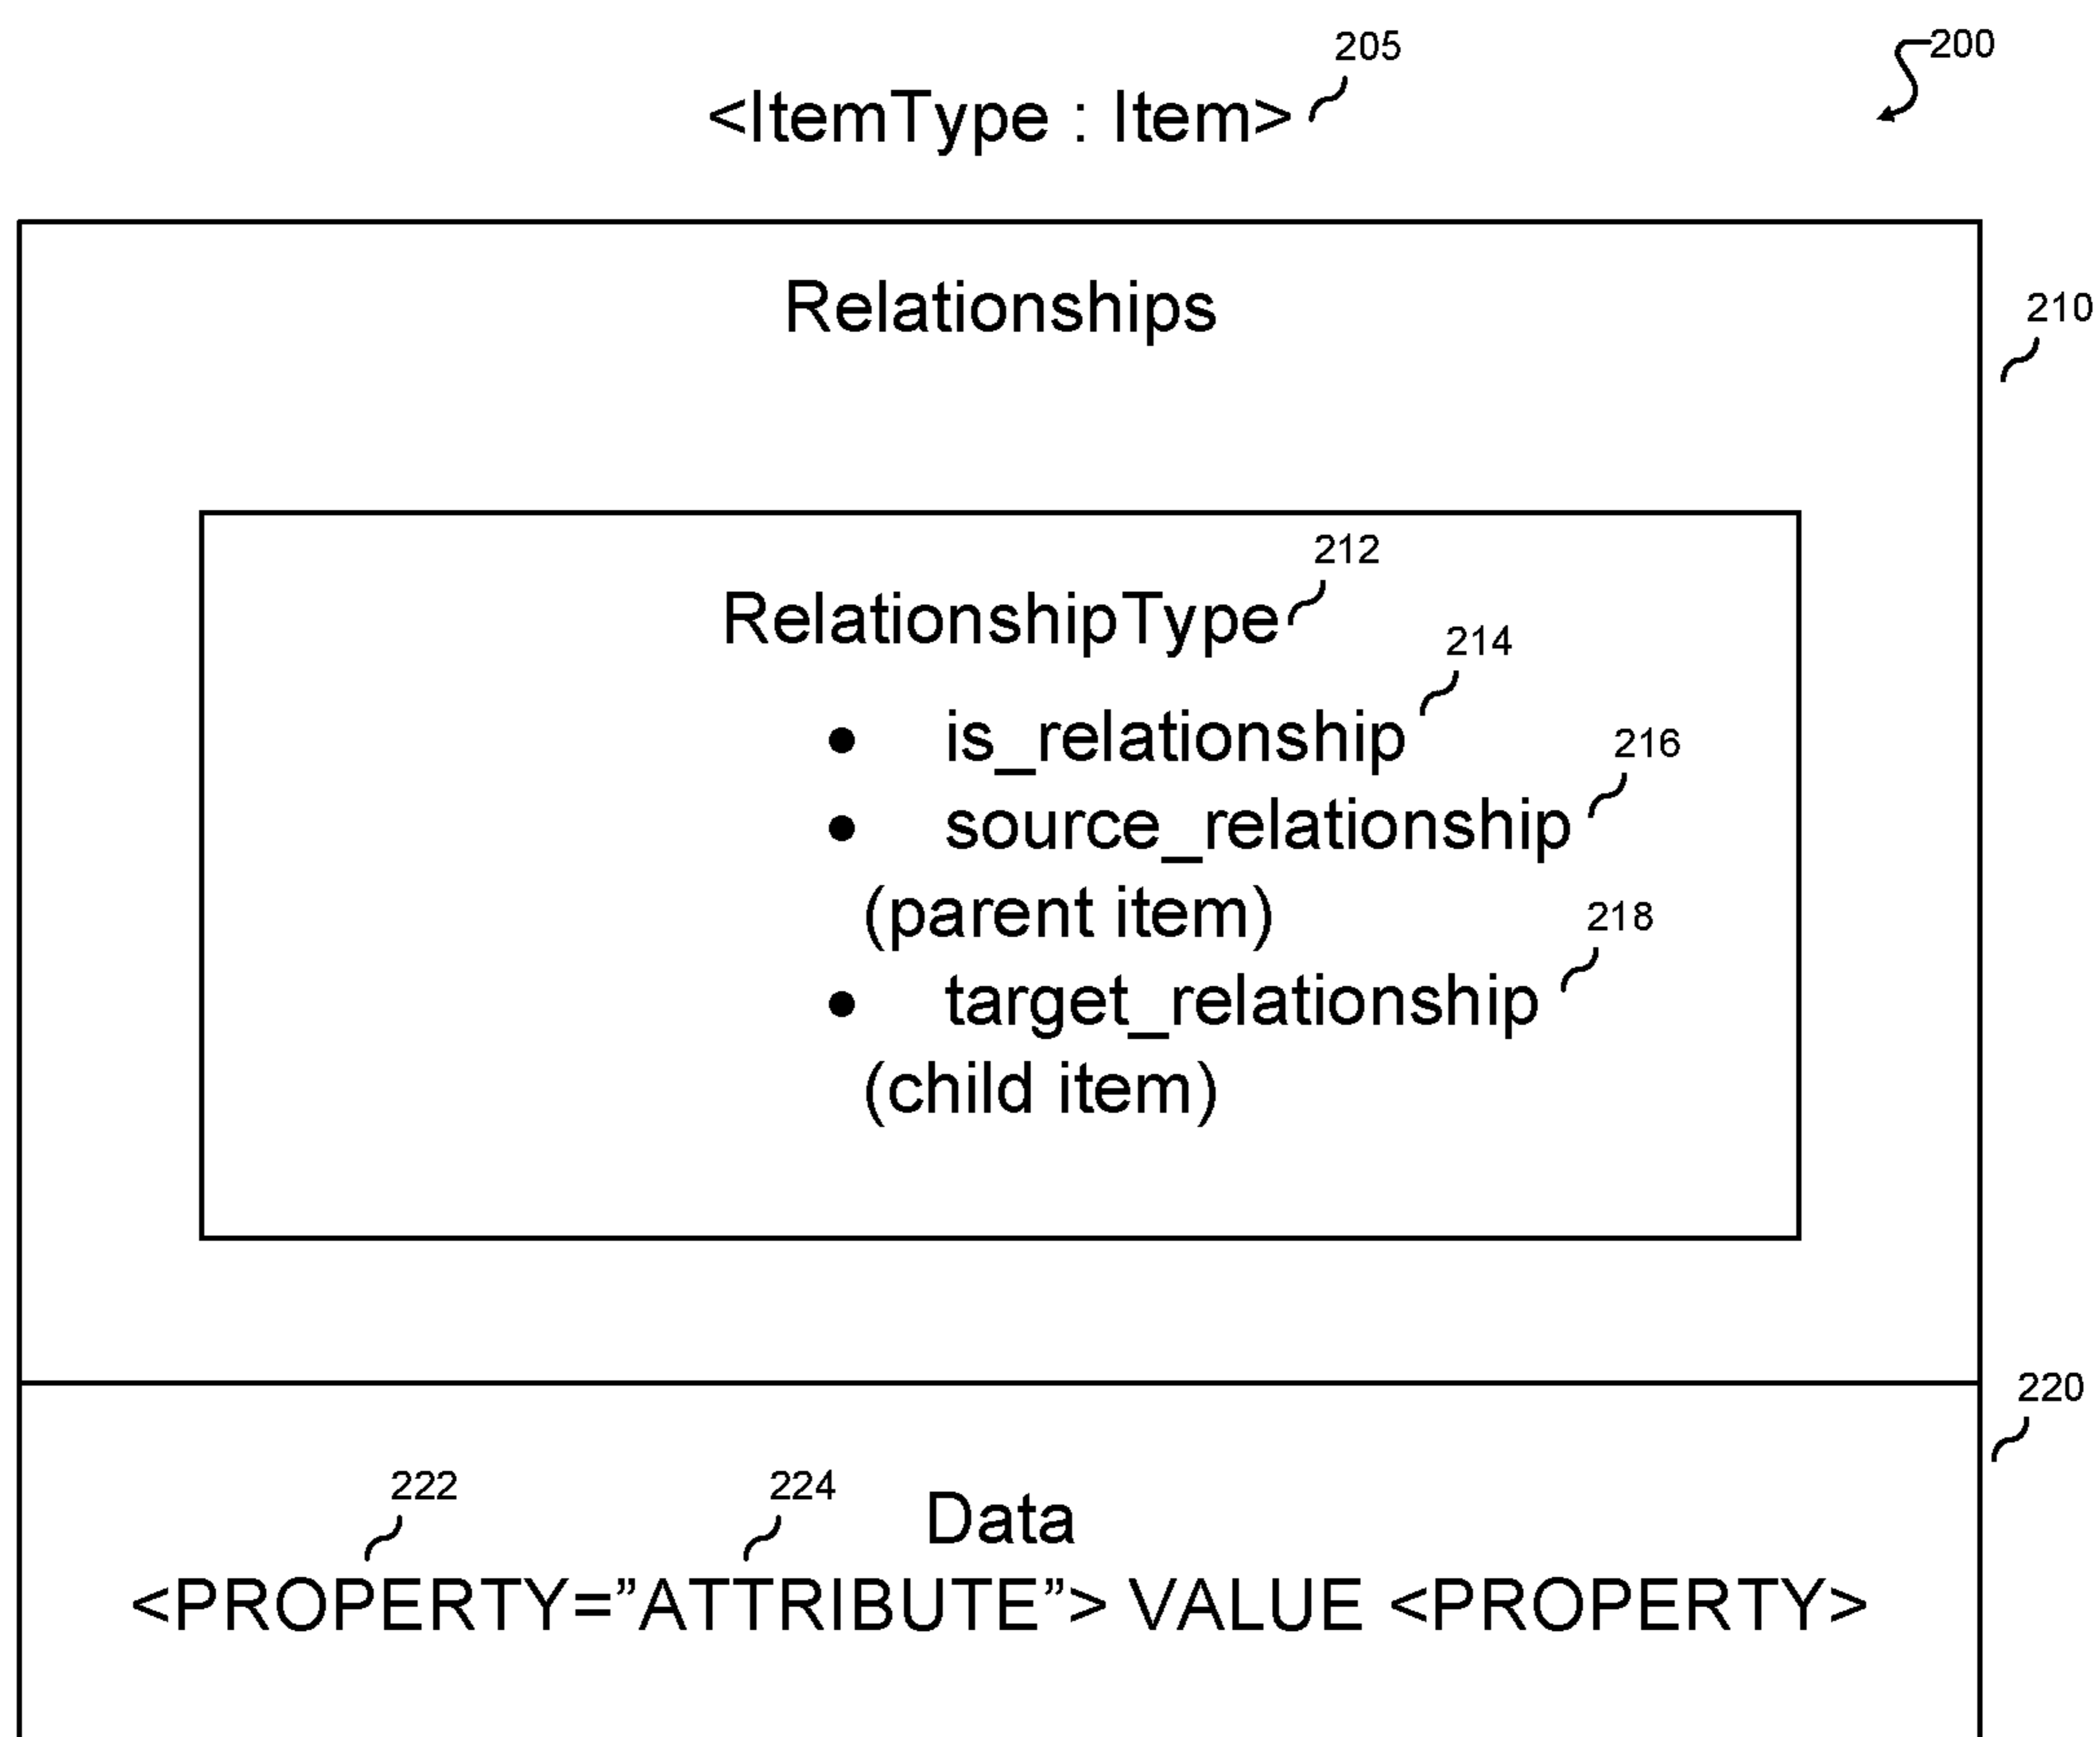 205
200
<ItemType : Item>
Relationships
210
212
RelationshipType
214
• is_relationship
216
• source_relationship
(parent item)
218
• target_relationship
(child item)
220
222 224
Data
<PROPERTY=”ATTRIBUTE”> VALUE <PROPERTY>